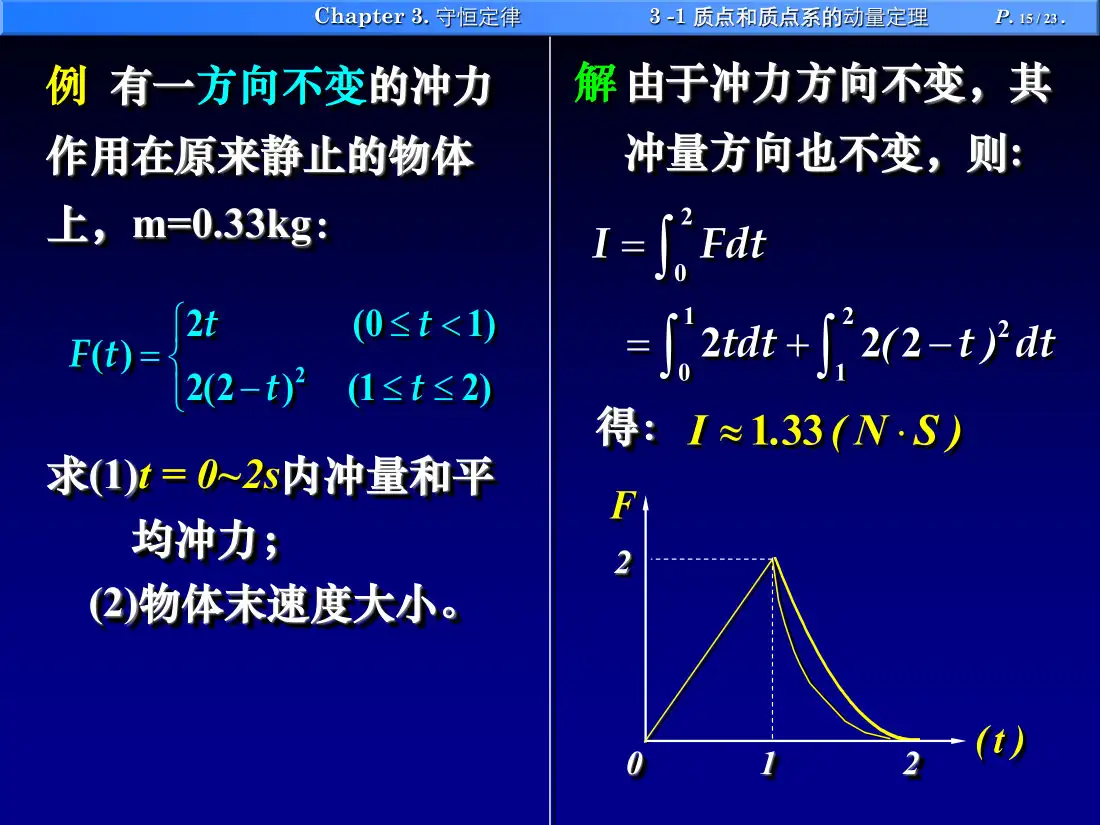 Chapter 3. 守恒定律 3 -1 质点和质点系的动量定理 P. 15 / 23 .
例 有一方向不变的冲力
作用在原来静止的物体
上，m=0.33kg：
F(t) = { 2t (0 ≤ t < 1)
2(2 − t)² (1 ≤ t ≤ 2)
求(1)t = 0~2s内冲量和平
均冲力；
(2)物体末速度大小。
解 由于冲力方向不变，其
冲量方向也不变，则:
I = ∫₀² Fdt
= ∫₀¹ 2tdt + ∫₁² 2(2 − t)² dt
得： I ≈ 1.33 ( N · S )
F
2
0 1 2 (t)